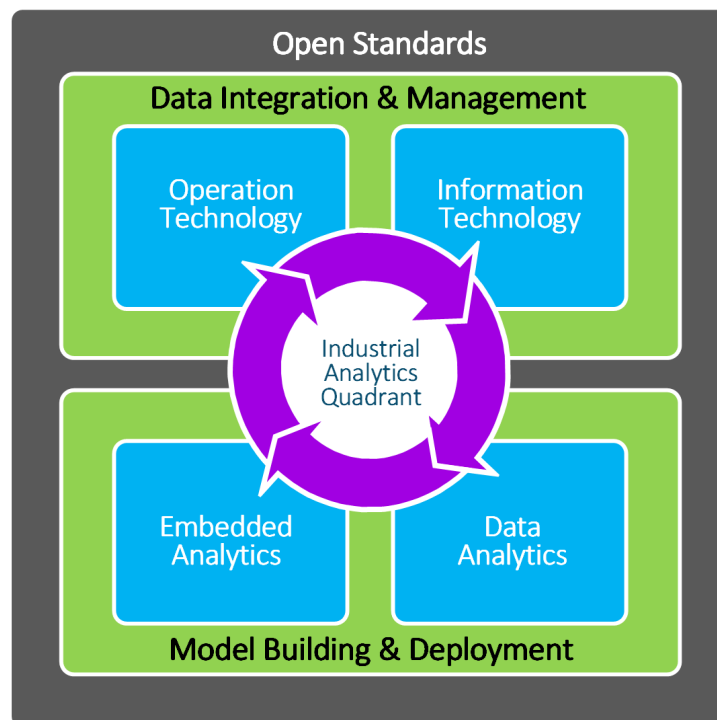 Open Standards
Data Integration & Management
Operation
Technology
Information
Technology
Industrial
Analytics
Quadrant
Embedded
Analytics
Data
Analytics
Model Building & Deployment